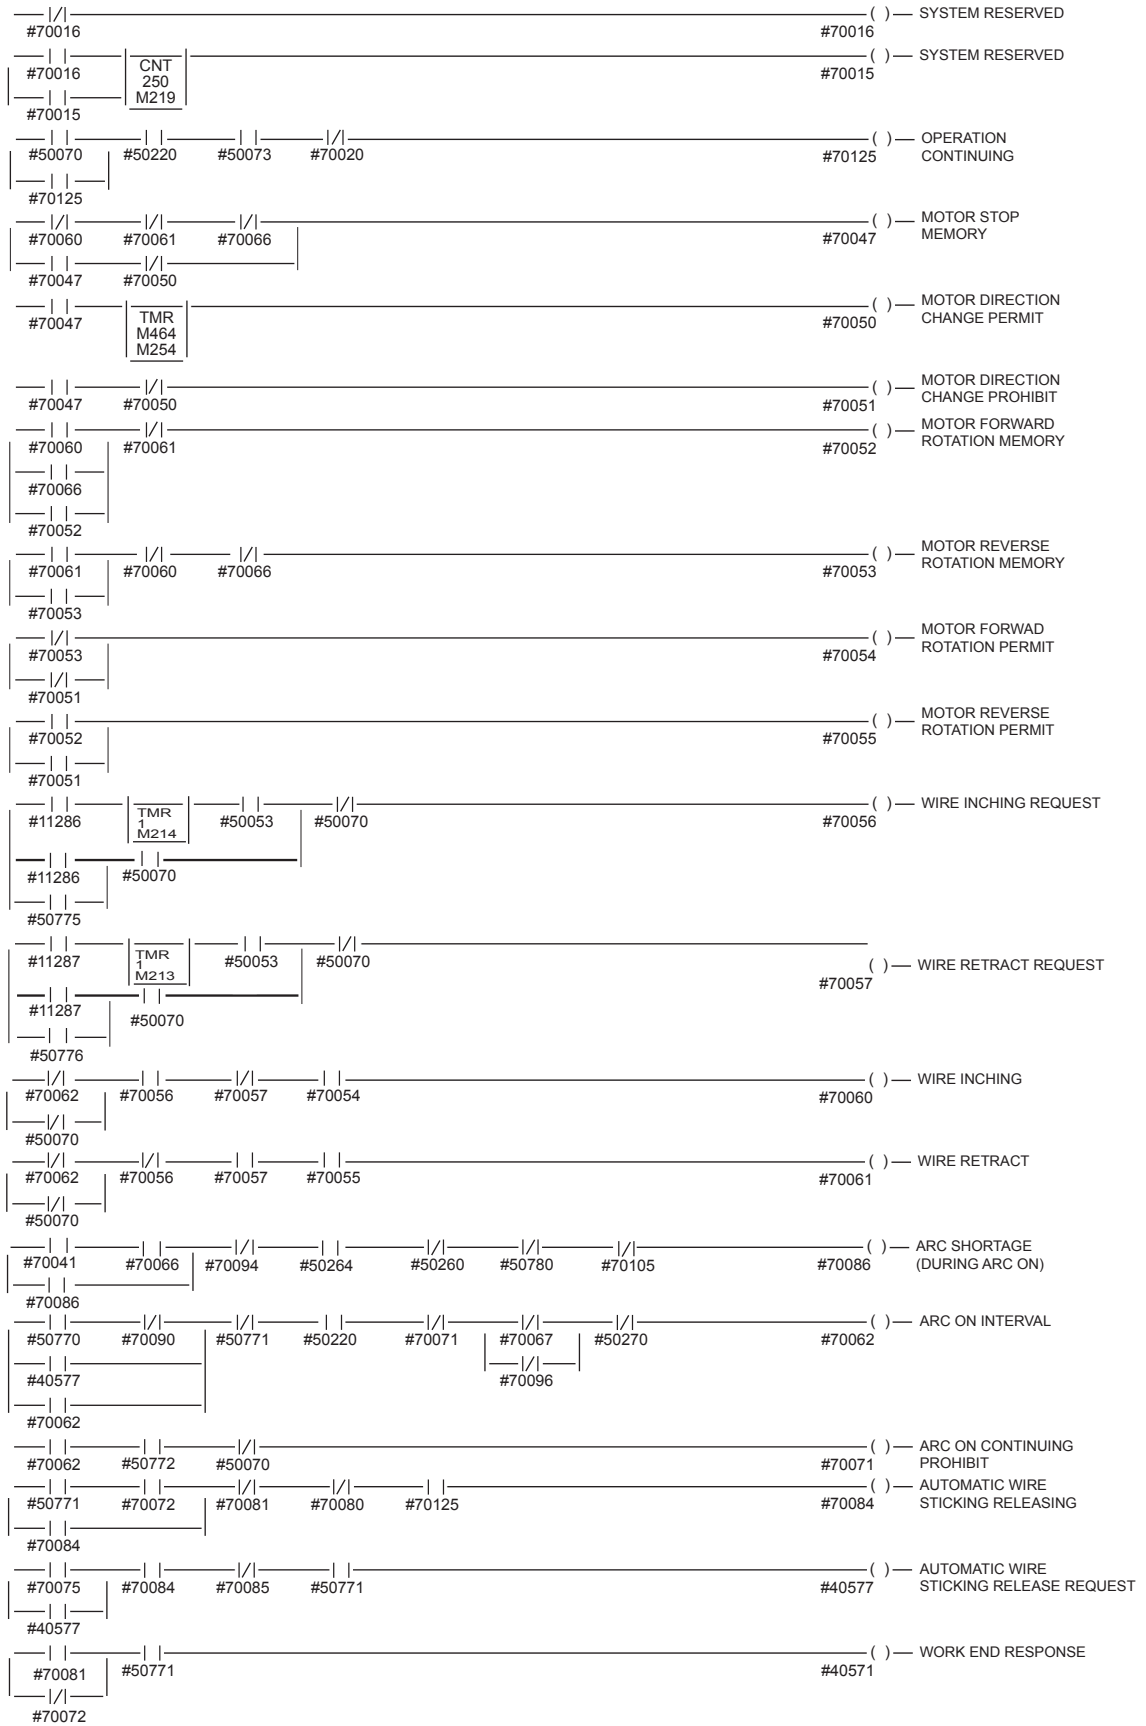 #70016 #70016 SYSTEM RESERVED
#70016 CNT #70015 SYSTEM RESERVED
250
M219
#70015
#50070 #50220 #50073 #70020 #70125 OPERATION
CONTINUING
#70125
#70060 #70061 #70066 #70047 MOTOR STOP
MEMORY
#70047 #70050
#70047 TMR #70050 MOTOR DIRECTION
M464 CHANGE PERMIT
M254
#70047 #70050 #70051 MOTOR DIRECTION
CHANGE PROHIBIT
#70060 #70061 #70052 MOTOR FORWARD
ROTATION MEMORY
#70066
#70052
#70061 #70060 #70066 #70053 MOTOR REVERSE
ROTATION MEMORY
#70053
#70053 #70054 MOTOR FORWAD
ROTATION PERMIT
#70051
#70052 #70055 MOTOR REVERSE
ROTATION PERMIT
#70051
#11286 TMR #50053 #50070 #70056 WIRE INCHING REQUEST
1
M214
#11286 #50070
#50775
#11287 TMR #50053 #50070 #70057 WIRE RETRACT REQUEST
1
M213
#11287 #50070
#50776
#70062 #70056 #70057 #70054 #70060 WIRE INCHING
#50070
#70062 #70056 #70057 #70055 #70061 WIRE RETRACT
#50070
#70041 #70066 #70094 #50264 #50260 #50780 #70105 #70086 ARC SHORTAGE
(DURING ARC ON)
#70086
#50770 #70090 #50771 #50220 #70071 #70067 #50270 #70062 ARC ON INTERVAL
#40577 #70096
#70062
#70062 #50772 #50070 #70071 ARC ON CONTINUING
PROHIBIT
#50771 #70072 #70081 #70080 #70125 #70084 AUTOMATIC WIRE
STICKING RELEASING
#70084
#70075 #70084 #70085 #50771 #40577 AUTOMATIC WIRE
STICKING RELEASE REQUEST
#40577
#70081 #50771 #40571 WORK END RESPONSE
#70072